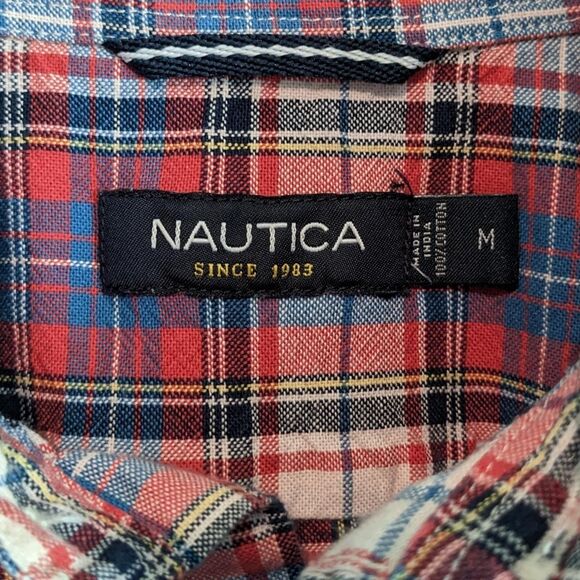 NAUTICA
SINCE 1983
MADE IN
INDIA
100% COTTON
M